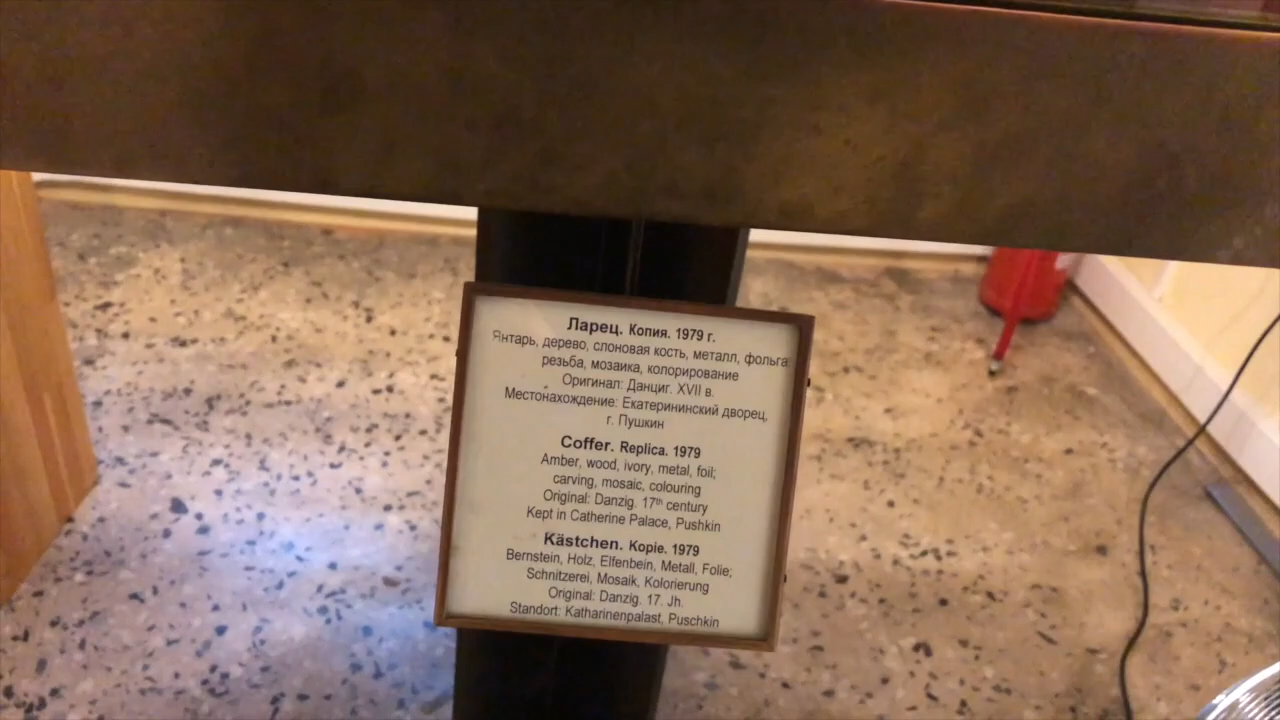 Ларец. Копия. 1979 г.
Янтарь, дерево, слоновая кость, металл, фольга
резьба, мозаика, колорирование
Оригинал: Данциг. XVII в.
Местонахождение: Екатерининский дворец,
г. Пушкин
Coffer. Replica. 1979
Amber, wood, ivory, metal, foil;
carving, mosaic, colouring
Original: Danzig. 17th century
Kept in Catherine Palace, Pushkin
Kästchen. Kopie. 1979
Bernstein, Holz, Elfenbein, Metall, Folie;
Schnitzerei, Mosaik, Kolorierung
Original: Danzig. 17. Jh.
Standort: Katharinenpalast, Puschkin